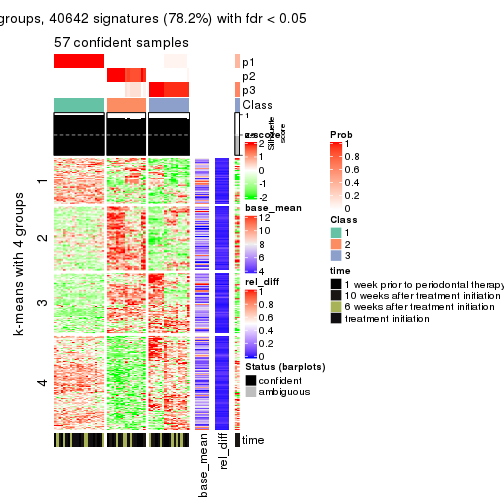 groups, 40642 signatures (78.2%) with fdr < 0.05
57 confident samples
p1
p2
p3
Class
1
Silhouette
score
z-score
2
1
0
-1
-2
base_mean
12
10
8
6
4
rel_diff
1
0.8
0.6
0.4
0.2
0
Status (barplots)
confident
ambiguous
Prob
1
0.8
0.6
0.4
0.2
0
Class
1
2
3
time
1 week prior to periodontal therapy
10 weeks after treatment initiation
6 weeks after treatment initiation
treatment initiation
k-means with 4 groups
1
2
3
4
time
base_mean
rel_diff